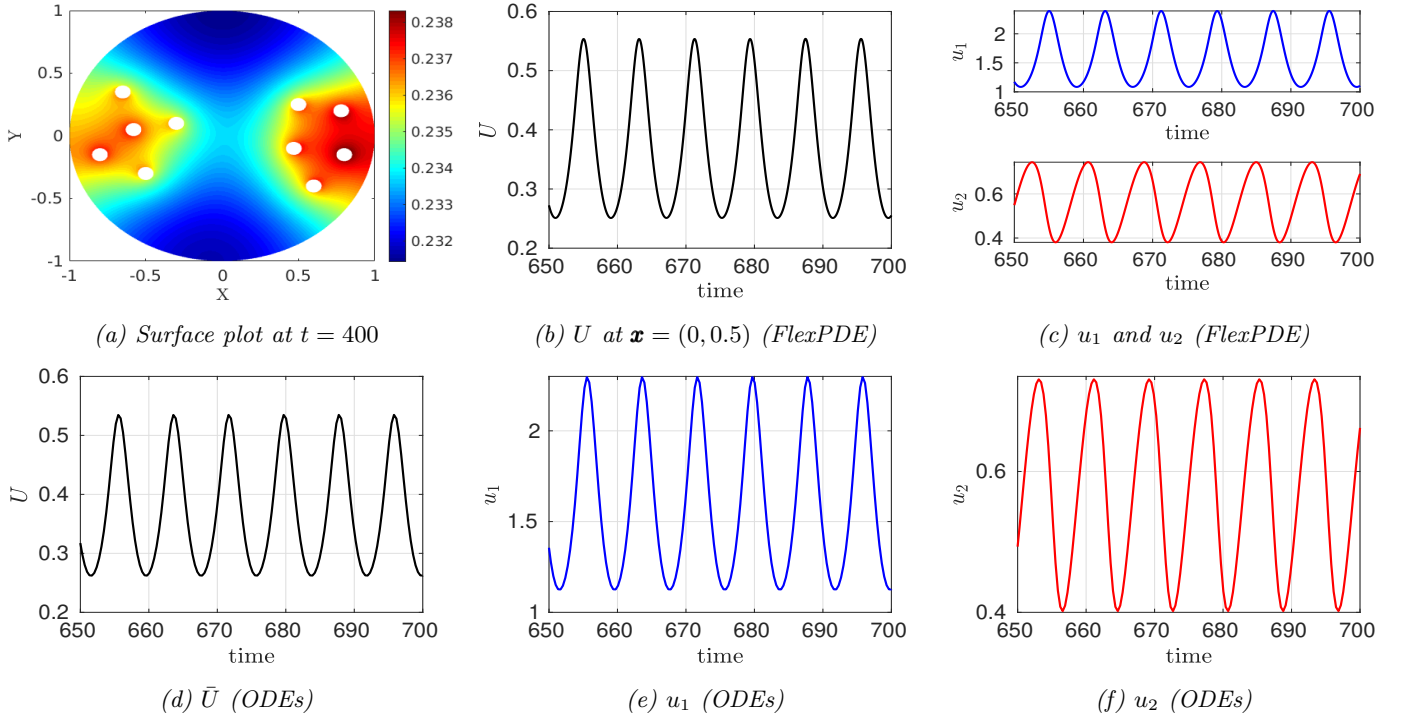 1
0.5
0
-0.5
-1
Y
-1 -0.5 0 0.5 1
X
0.238
0.237
0.236
0.235
0.234
0.233
0.232
(a) Surface plot at t = 400
0.6
0.5
0.4
0.3
0.2
U
650 660 670 680 690 700
time
(b) U at x = (0, 0.5) (FlexPDE)
2
1.5
1
u₁
650 660 670 680 690 700
time
0.6
0.4
u₂
650 660 670 680 690 700
time
(c) u₁ and u₂ (FlexPDE)
0.6
0.5
0.4
0.3
0.2
U
650 660 670 680 690 700
time
(d) Ū (ODEs)
2
1.5
1
u₁
650 660 670 680 690 700
time
(e) u₁ (ODEs)
0.6
0.4
u₂
650 660 670 680 690 700
time
(f) u₂ (ODEs)